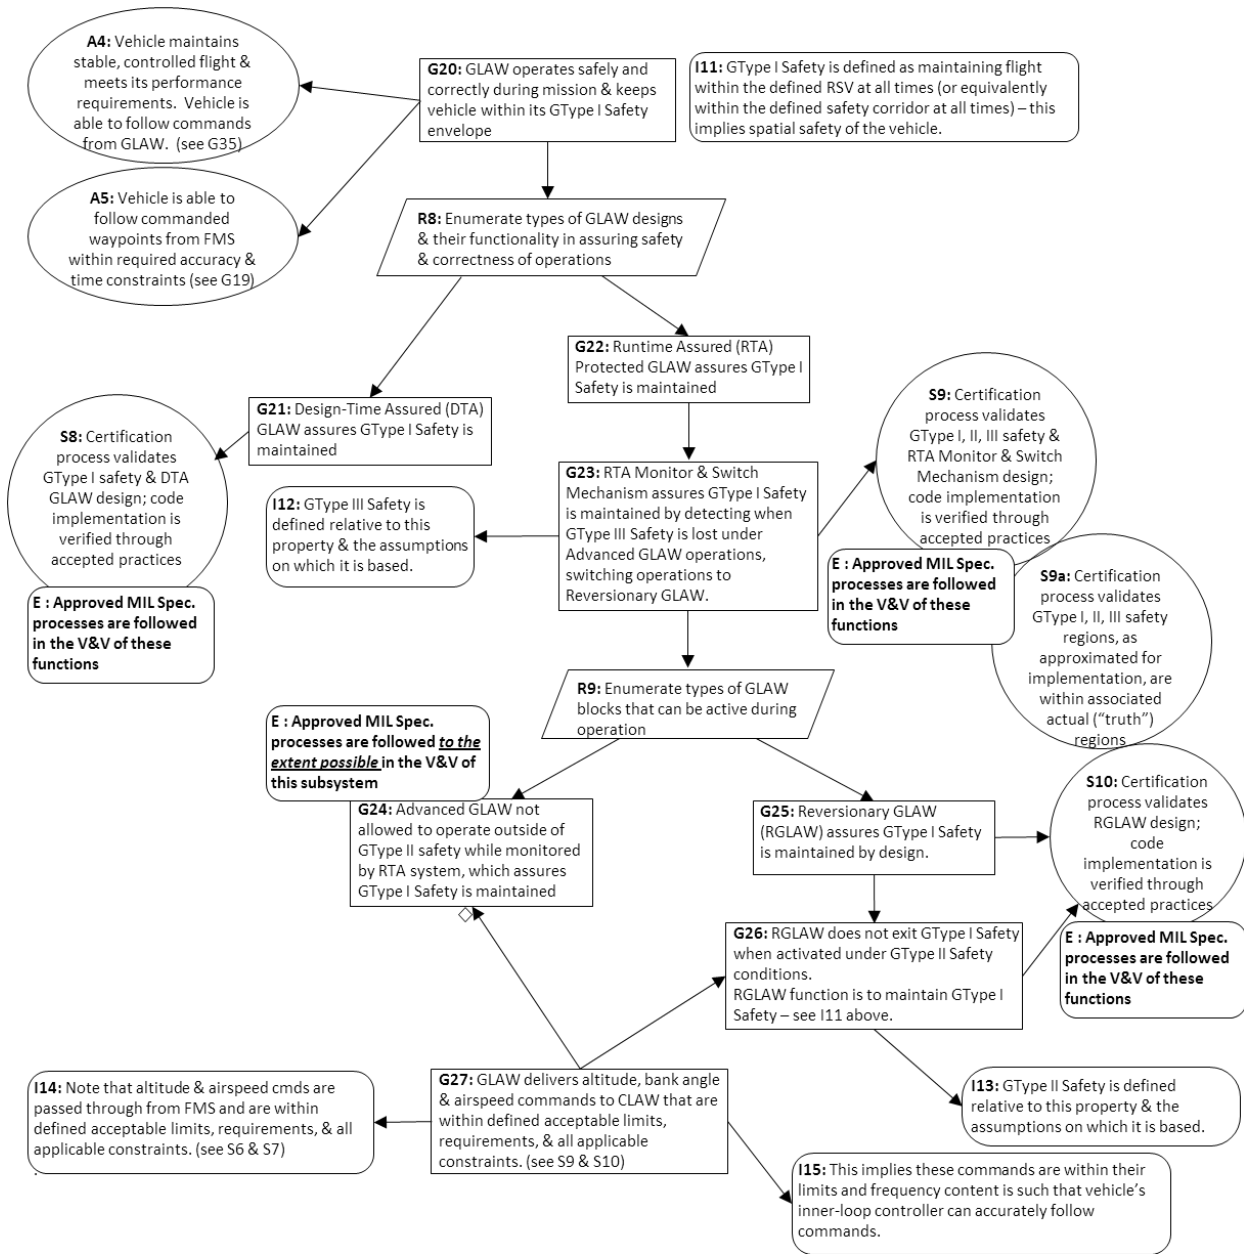 A4: Vehicle maintains
stable, controlled flight &
meets its performance
requirements. Vehicle is
able to follow commands
from GLAW. (see G35)
G20: GLAW operates safely and
correctly during mission & keeps
vehicle within its GType I Safety
envelope
I11: GType I Safety is defined as maintaining flight
within the defined RSV at all times (or equivalently
within the defined safety corridor at all times) – this
implies spatial safety of the vehicle.
A5: Vehicle is able to
follow commanded
waypoints from FMS
within required accuracy &
time constraints (see G19)
R8: Enumerate types of GLAW designs
& their functionality in assuring safety
& correctness of operations
G22: Runtime Assured (RTA)
Protected GLAW assures GType I
Safety is maintained
G21: Design-Time Assured (DTA)
GLAW assures GType I Safety is
maintained
S8: Certification
process validates
GType I safety & DTA
GLAW design; code
implementation is
verified through
accepted practices
E : Approved MIL Spec.
processes are followed
in the V&V of these
functions
I12: GType III Safety is
defined relative to this
property & the assumptions
on which it is based.
G23: RTA Monitor & Switch
Mechanism assures GType I Safety
is maintained by detecting when
GType III Safety is lost under
Advanced GLAW operations,
switching operations to
Reversionary GLAW.
S9: Certification
process validates
GType I, II, III safety &
RTA Monitor & Switch
Mechanism design;
code implementation
is verified through
accepted practices
E : Approved MIL Spec.
processes are followed
in the V&V of these
functions
S9a: Certification
process validates
GType I, II, III safety
regions, as
approximated for
implementation, are
within associated
actual (“truth”)
regions
R9: Enumerate types of GLAW
blocks that can be active during
operation
E : Approved MIL Spec.
processes are followed to the
extent possible in the V&V of
this subsystem
G24: Advanced GLAW not
allowed to operate outside of
GType II safety while monitored
by RTA system, which assures
GType I Safety is maintained
G25: Reversionary GLAW
(RGLAW) assures GType I Safety
is maintained by design.
S10: Certification
process validates
RGLAW design;
code
implementation is
verified through
accepted practices
E : Approved MIL Spec.
processes are followed
in the V&V of these
functions
G26: RGLAW does not exit GType I Safety
when activated under GType II Safety
conditions.
RGLAW function is to maintain GType I
Safety – see I11 above.
I14: Note that altitude & airspeed cmds are
passed through from FMS and are within
defined acceptable limits, requirements, & all
applicable constraints. (see S6 & S7)
.
G27: GLAW delivers altitude, bank angle
& airspeed commands to CLAW that are
within defined acceptable limits,
requirements, & all applicable
constraints. (see S9 & S10)
I13: GType II Safety is defined
relative to this property & the
assumptions on which it is based.
I15: This implies these commands are within their
limits and frequency content is such that vehicle’s
inner-loop controller can accurately follow
commands.